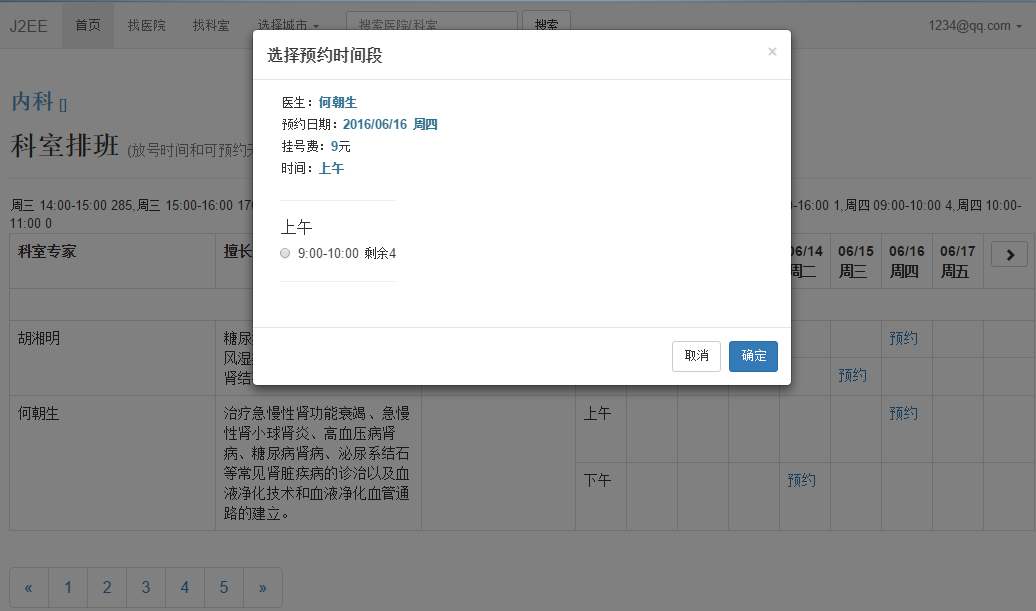 J2EE 首页 找医院 找科室 选择城市 搜索医院/科室 搜索 1234@qq.com
选择预约时间段 ×
医生：何朝生
预约日期：2016/06/16 周四
挂号费：9元
时间：上午
上午
9:00-10:00 剩余4
取消 确定
内科 []
科室排班 (放号时间和可预约
周三 14:00-15:00 285,周三 15:00-16:00 -16:00 1,周四 09:00-10:00 4,周四 10:00-
11:00 0
科室专家 擅长 06/14 06/15 06/16 06/17
周二 周三 周四 周五
胡湘明 糖尿 预约
风湿
肾结 预约
何朝生 治疗急慢性肾功能衰竭、急慢 上午 预约
性肾小球肾炎、高血压病肾
病、糖尿病肾病、泌尿系结石
等常见肾脏疾病的诊治以及血 下午 预约
液净化技术和血液净化血管通
路的建立。
« 1 2 3 4 5 »